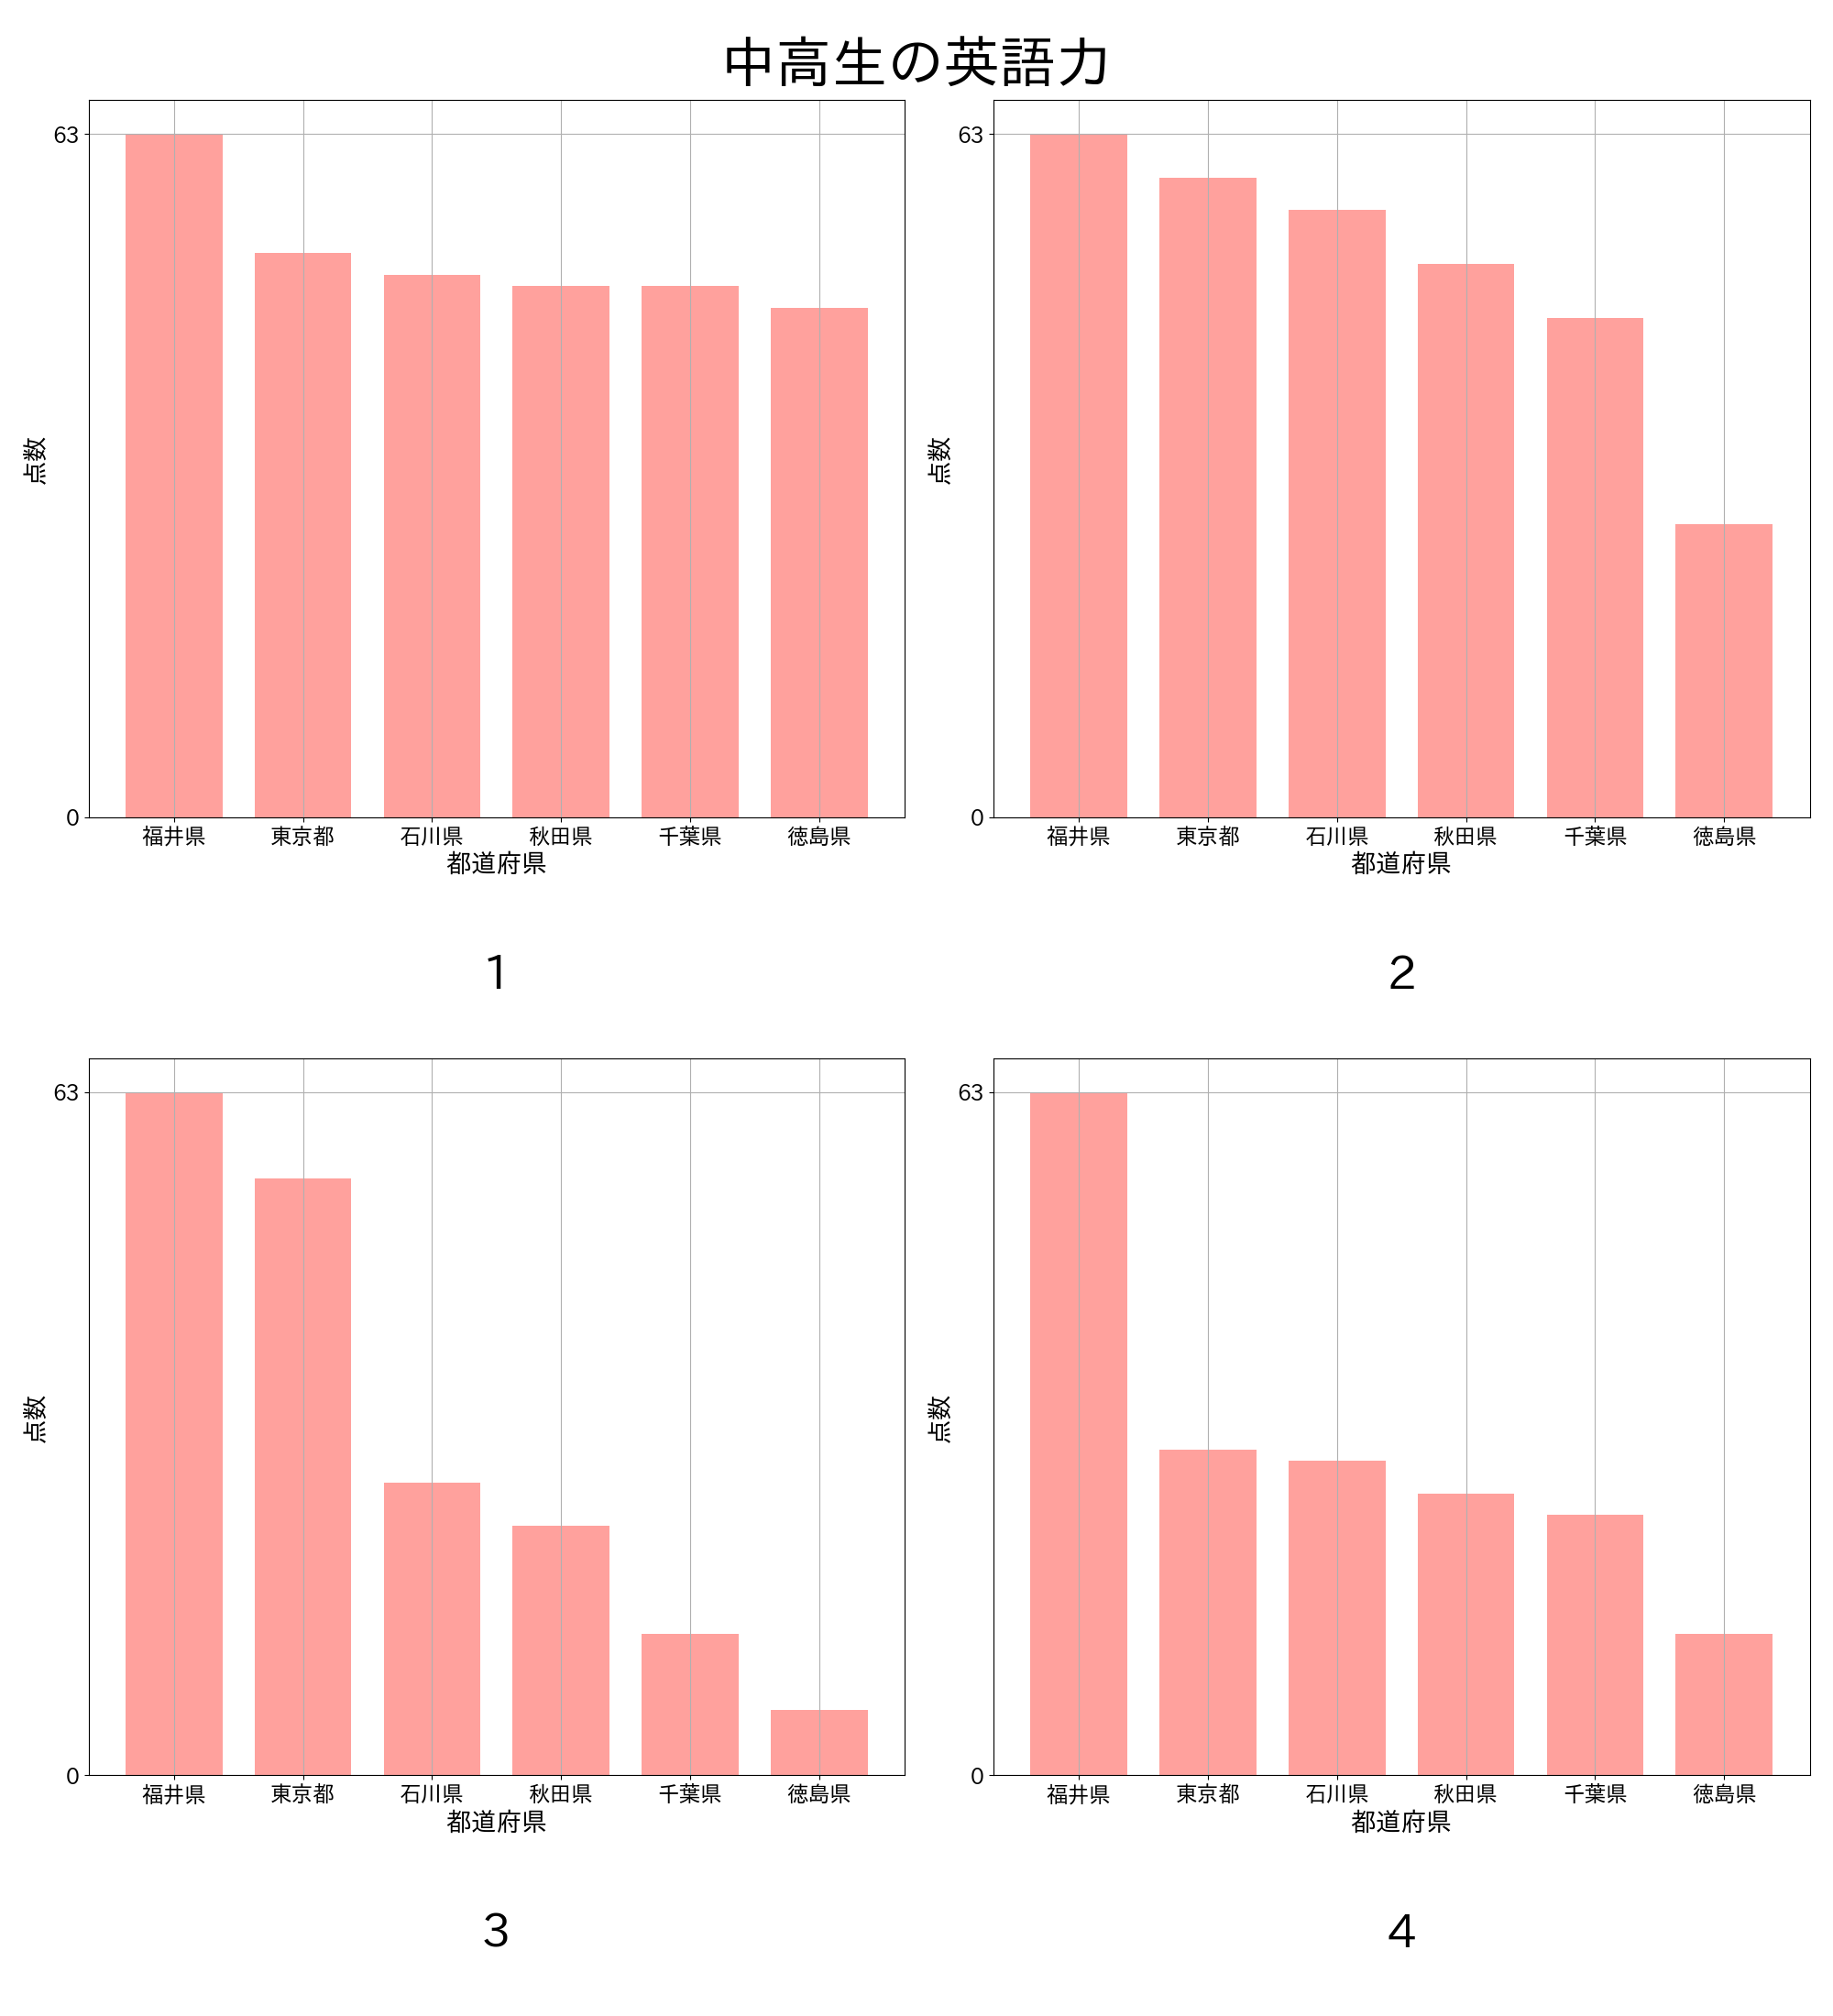 中高生の英語力
63
0
点数
福井県 東京都 石川県 秋田県 千葉県 徳島県
都道府県
1
63
0
点数
福井県 東京都 石川県 秋田県 千葉県 徳島県
都道府県
2
63
0
点数
福井県 東京都 石川県 秋田県 千葉県 徳島県
都道府県
3
63
0
点数
福井県 東京都 石川県 秋田県 千葉県 徳島県
都道府県
4